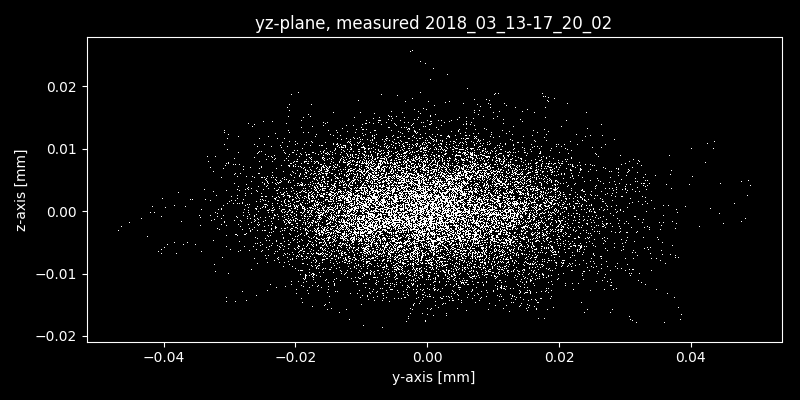 yz-plane, measured 2018_03_13-17_20_02
0.02
0.01
0.00
−0.01
−0.02
z-axis [mm]
−0.04 −0.02 0.00 0.02 0.04
y-axis [mm]